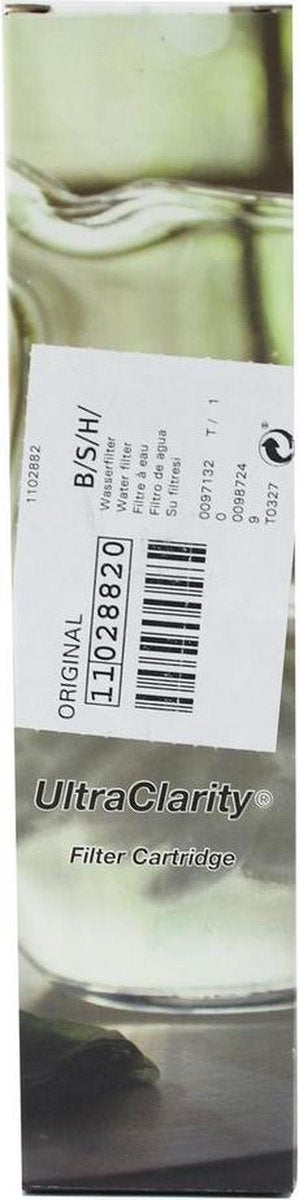 1102882
B/S/H/
Wasserfilter
Water filter
Filtre à eau
Filtro de agua
Su filtresi
0097132 T/ 1
O
0098724
9
T0327
ORIGINAL
11028820
UltraClarity®
Filter Cartridge